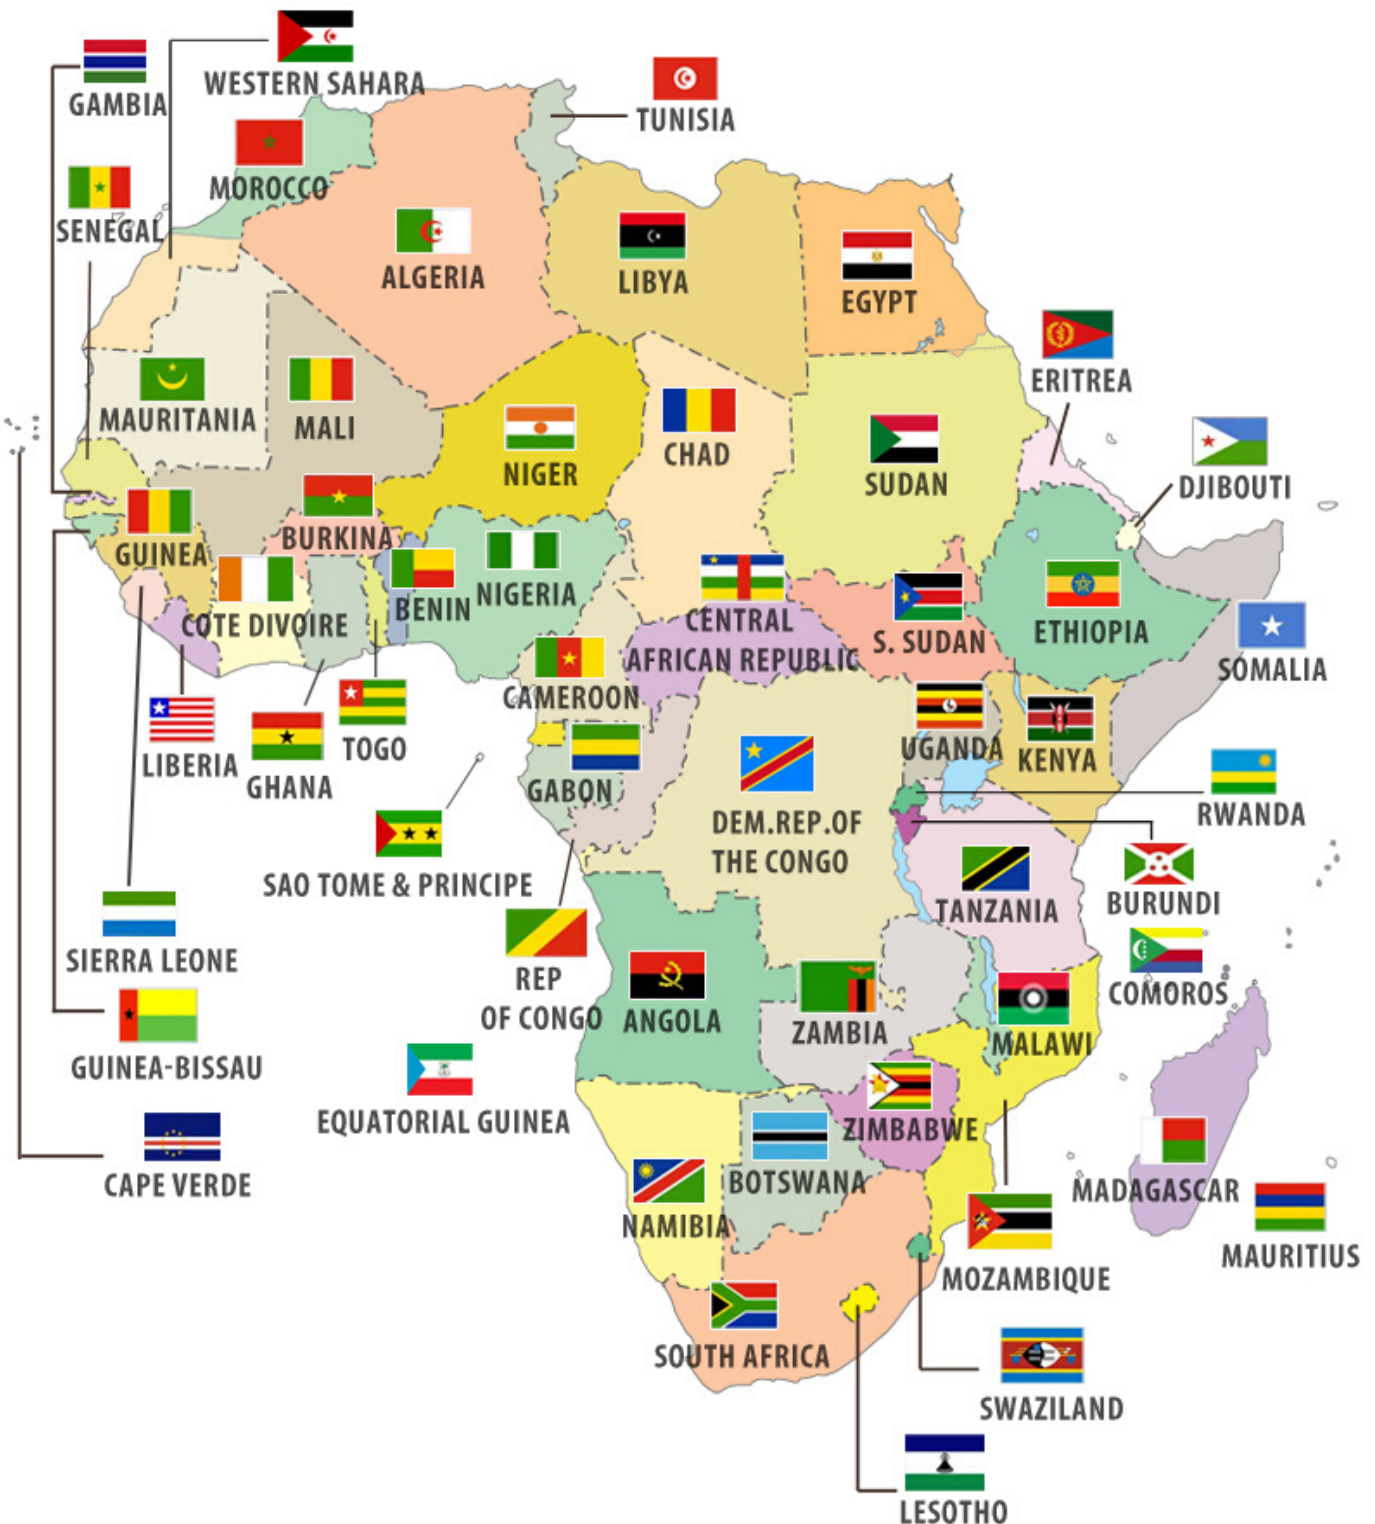 WESTERN SAHARA
GAMBIA
TUNISIA
MOROCCO
SENEGAL
ALGERIA
LIBYA
EGYPT
ERITREA
MAURITANIA
MALI
NIGER
CHAD
SUDAN
DJIBOUTI
GUINEA
BURKINA
BENIN
NIGERIA
COTE DIVOIRE
CENTRAL
AFRICAN REPUBLIC
S. SUDAN
ETHIOPIA
SOMALIA
CAMEROON
LIBERIA
GHANA
TOGO
GABON
UGANDA
KENYA
RWANDA
DEM.REP.OF
THE CONGO
SAO TOME & PRINCIPE
TANZANIA
BURUNDI
SIERRA LEONE
REP
OF CONGO
ANGOLA
ZAMBIA
MALAWI
COMOROS
GUINEA-BISSAU
EQUATORIAL GUINEA
ZIMBABWE
CAPE VERDE
BOTSWANA
NAMIBIA
MADAGASCAR
MAURITIUS
MOZAMBIQUE
SOUTH AFRICA
SWAZILAND
LESOTHO